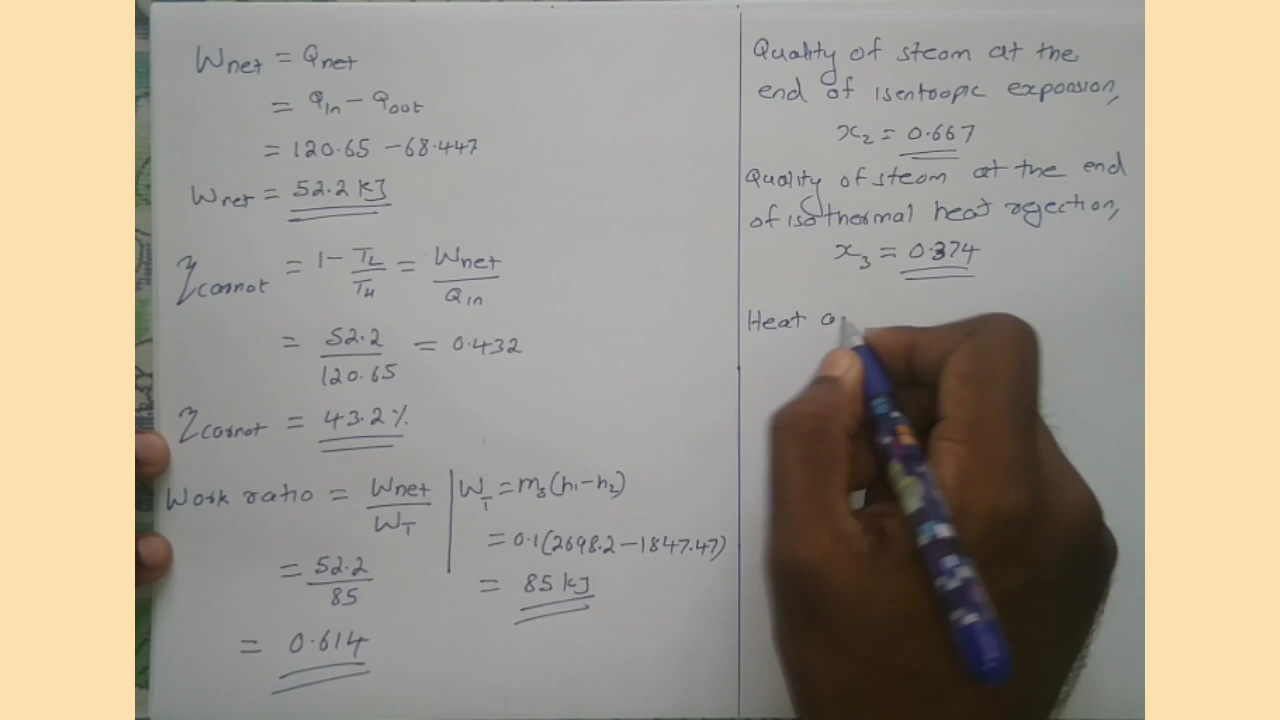 Wnet = Qnet
= Qin - Qout
= 120.65 - 68.447
Wnet = 52.2 kJ
ηcarnot = 1 - TL/TH = Wnet/Qin
= 52.2/120.65 = 0.432
ηcarnot = 43.2%
Work ratio = Wnet/WT
= 52.2/85
= 0.614
WT = ms(h1-h2)
= 0.1(2698.2-1847.47)
= 85 kJ
Quality of steam at the
end of isentropic expansion,
x2 = 0.667
Quality of steam at the end
of isothermal heat rejection,
x3 = 0.374
Heat